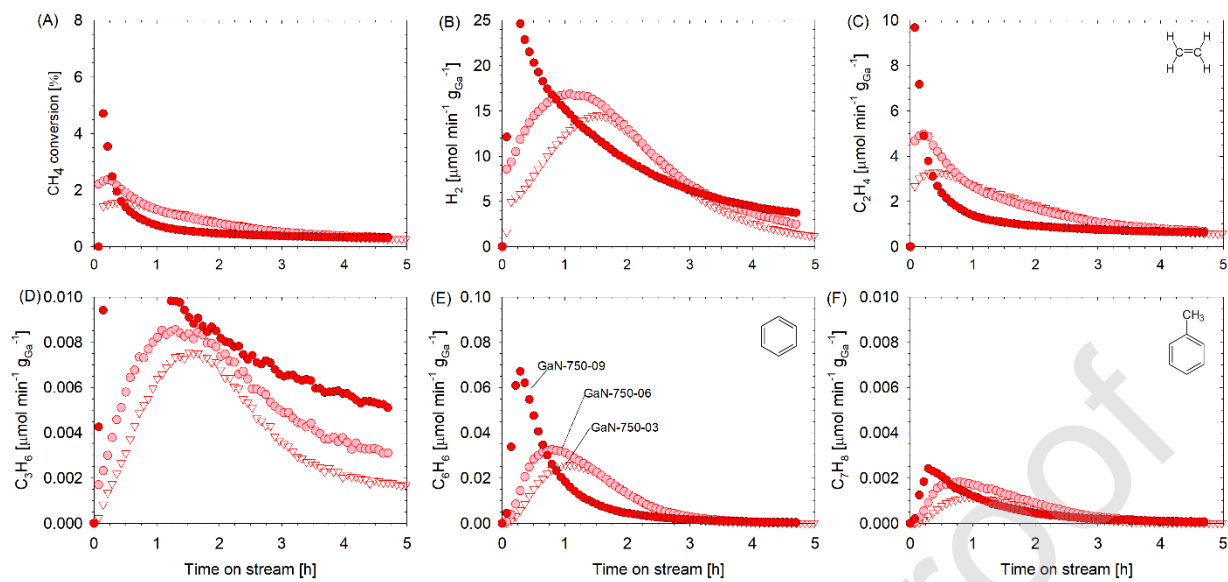 (A)
CH4 conversion [%]
8
6
4
2
0
0 1 2 3 4 5
(B)
H2 [μmol min⁻¹ gGa⁻¹]
25
20
15
10
5
0
0 1 2 3 4 5
(C)
C2H4 [μmol min⁻¹ gGa⁻¹]
10
8
6
4
2
0
H H
C=C
H H
0 1 2 3 4 5
(D)
C3H6 [μmol min⁻¹ gGa⁻¹]
0.010
0.008
0.006
0.004
0.002
0.000
0 1 2 3 4 5
Time on stream [h]
(E)
C6H6 [μmol min⁻¹ gGa⁻¹]
0.10
0.08
0.06
0.04
0.02
0.00
GaN-750-09
GaN-750-06
GaN-750-03
0 1 2 3 4 5
Time on stream [h]
(F)
C7H8 [μmol min⁻¹ gGa⁻¹]
0.010
0.008
0.006
0.004
0.002
0.000
CH3
0 1 2 3 4 5
Time on stream [h]
roof